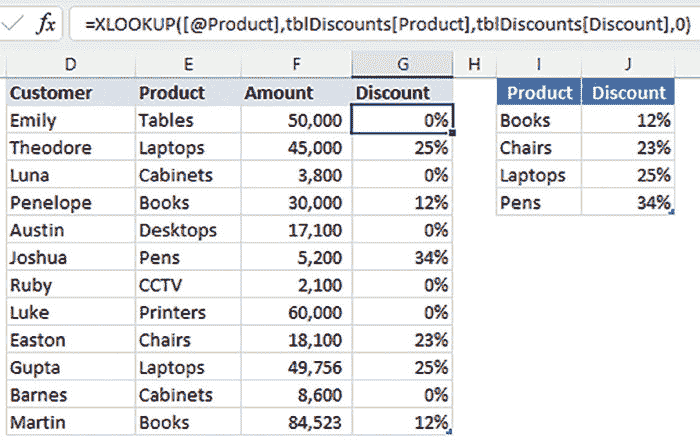 fx =XLOOKUP([@Product],tblDiscounts[Product],tblDiscounts[Discount],0)
D E F G H I J
Customer Product Amount Discount Product Discount
Emily Tables 50,000 0% Books 12%
Theodore Laptops 45,000 25% Chairs 23%
Luna Cabinets 3,800 0% Laptops 25%
Penelope Books 30,000 12% Pens 34%
Austin Desktops 17,100 0%
Joshua Pens 5,200 34%
Ruby CCTV 2,100 0%
Luke Printers 60,000 0%
Easton Chairs 18,100 23%
Gupta Laptops 49,756 25%
Barnes Cabinets 8,600 0%
Martin Books 84,523 12%